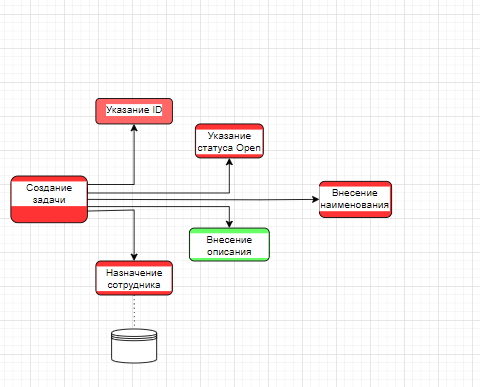 Указание ID
Указание
статуса Open
Создание
задачи
Внесение
наименования
Внесение
описания
Назначение
сотрудника